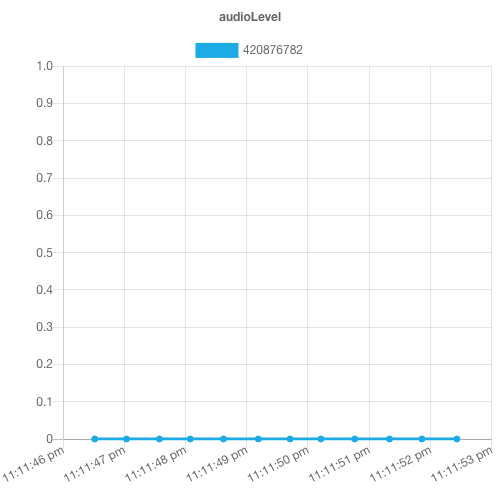 audioLevel
420876782
1.0
0.9
0.8
0.7
0.6
0.5
0.4
0.3
0.2
0.1
0
11:11:46 pm
11:11:47 pm
11:11:48 pm
11:11:49 pm
11:11:50 pm
11:11:51 pm
11:11:52 pm
11:11:53 pm